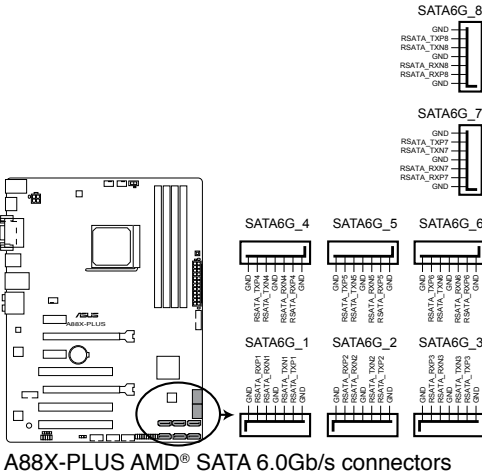 SATA6G_8
GND
RSATA_TXP8
RSATA_TXN8
GND
RSATA_RXN8
RSATA_RXP8
GND
SATA6G_7
GND
RSATA_TXP7
RSATA_TXN7
GND
RSATA_RXN7
RSATA_RXP7
GND
SATA6G_4
GND
RSATA_TXP4
RSATA_TXN4
GND
RSATA_RXN4
RSATA_RXP4
GND
SATA6G_5
GND
RSATA_TXP5
RSATA_TXN5
GND
RSATA_RXN5
RSATA_RXP5
GND
SATA6G_6
GND
RSATA_TXP6
RSATA_TXN6
GND
RSATA_RXN6
RSATA_RXP6
GND
ASUS
A88X-PLUS
SATA6G_1
GND
RSATA_RXP1
RSATA_RXN1
GND
RSATA_TXN1
RSATA_TXP1
GND
SATA6G_2
GND
RSATA_RXP2
RSATA_RXN2
GND
RSATA_TXN2
RSATA_TXP2
GND
SATA6G_3
GND
RSATA_RXP3
RSATA_RXN3
GND
RSATA_TXN3
RSATA_TXP3
GND
A88X-PLUS AMD® SATA 6.0Gb/s connectors